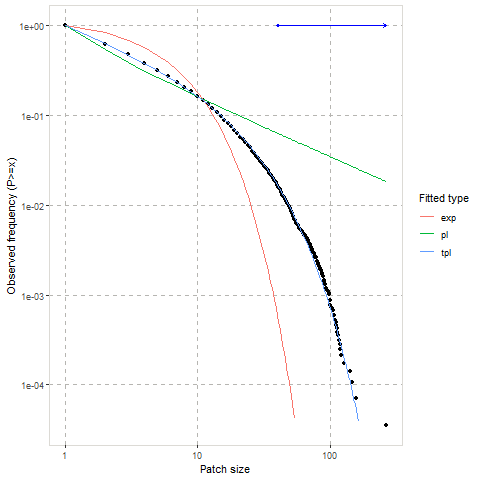 1e+00
1e-01
1e-02
1e-03
1e-04
Observed frequency (P>=x)
1
10
100
Patch size
Fitted type
exp
pl
tpl